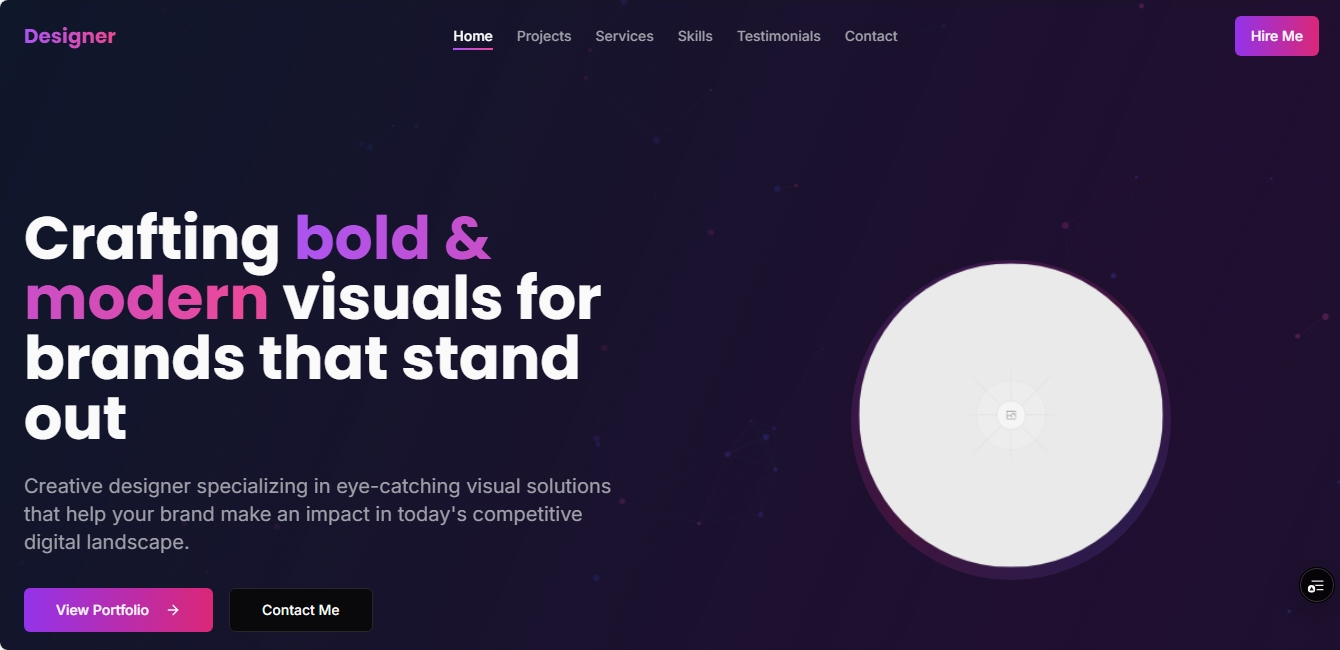 Designer
Home Projects Services Skills Testimonials Contact
Hire Me
Crafting bold &
modern visuals for
brands that stand
out
Creative designer specializing in eye-catching visual solutions
that help your brand make an impact in today's competitive
digital landscape.
View Portfolio →
Contact Me